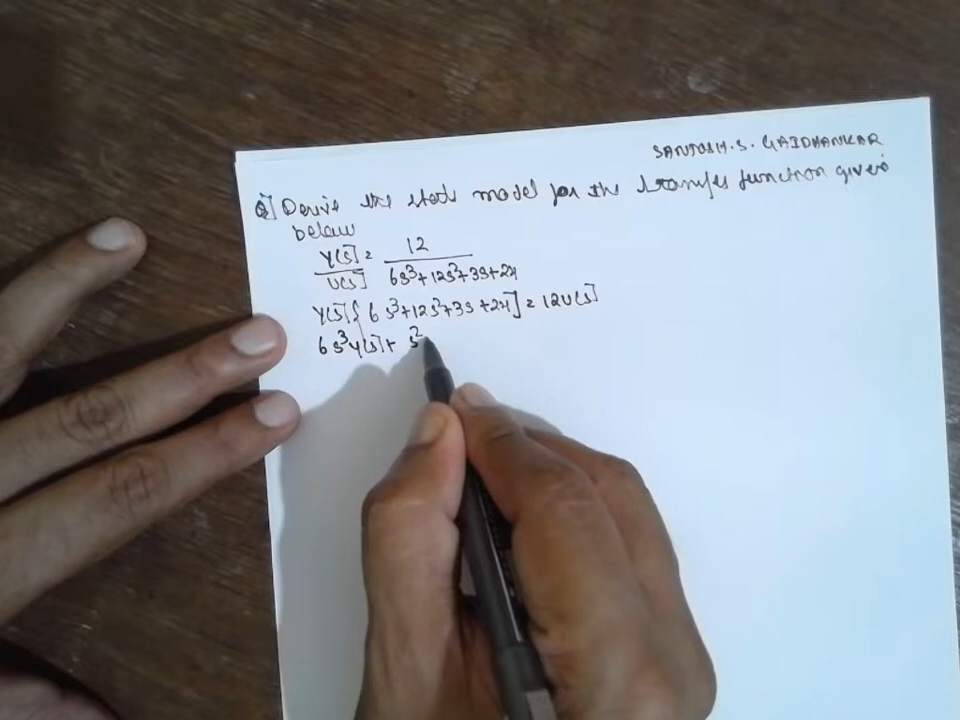 SANTOSH.S.GAIDHANKAR
Q] Derive the state model for the transfer function given
below
Y[s] = 12
U[s] 6s³+12s²+3s+24
Y[s][6s³+12s²+3s+24] = 12U[s]
6s³Y[s]+ s²